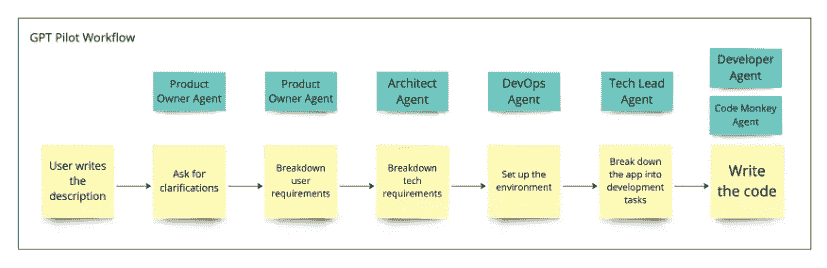 GPT Pilot Workflow
Product
Owner Agent
Product
Owner Agent
Architect
Agent
DevOps
Agent
Tech Lead
Agent
Developer
Agent
Code Monkey
Agent
User writes
the
description
Ask for
clarifications
Breakdown
user
requirements
Breakdown
tech
requirements
Set up the
environment
Break down
the app into
development
tasks
Write
the code